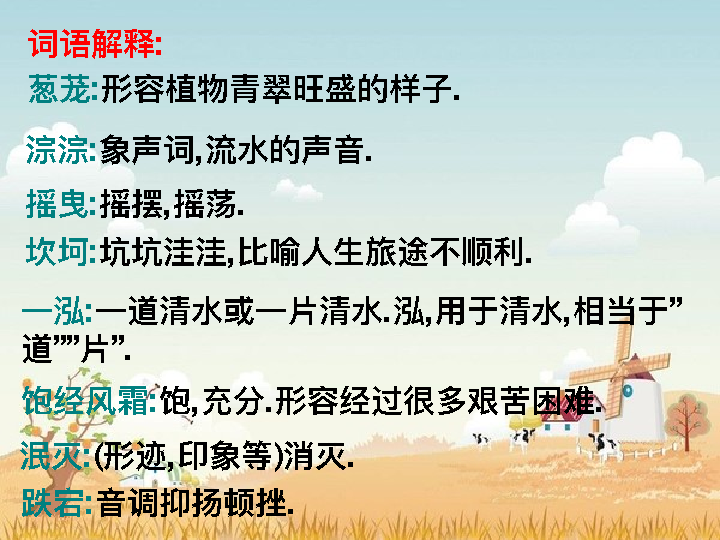 词语解释:
葱茏:形容植物青翠旺盛的样子.
淙淙:象声词,流水的声音.
摇曳:摇摆,摇荡.
坎坷:坑坑洼洼,比喻人生旅途不顺利.
一泓:一道清水或一片清水.泓,用于清水,相当于”
道””片”.
饱经风霜:饱,充分.形容经过很多艰苦困难.
泯灭:(形迹,印象等)消灭.
跌宕:音调抑扬顿挫.